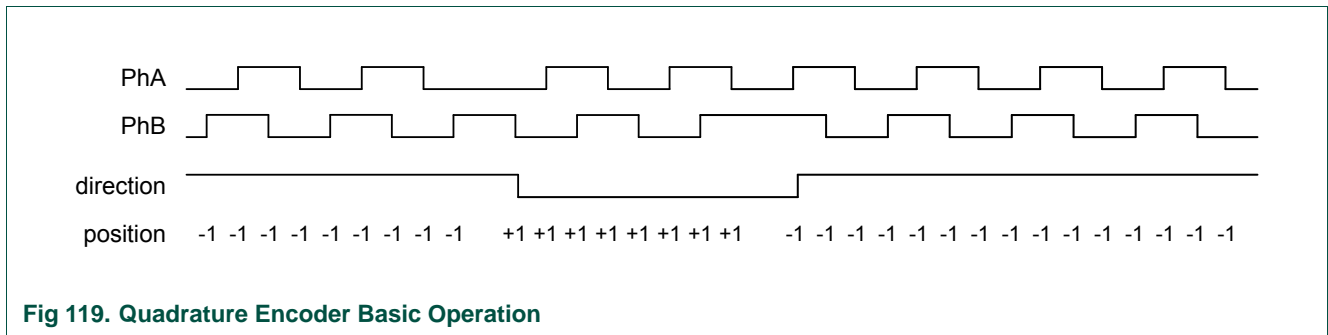 PhA
PhB
direction
position -1 -1 -1 -1 -1 -1 -1 -1 -1 +1 +1 +1 +1 +1 +1 +1 +1 -1 -1 -1 -1 -1 -1 -1 -1 -1 -1 -1 -1 -1 -1 -1
Fig 119. Quadrature Encoder Basic Operation